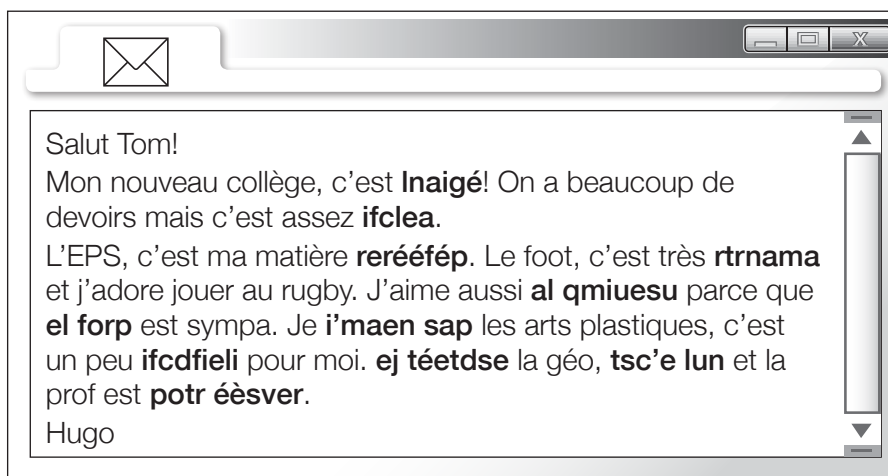 X
Salut Tom!
Mon nouveau collège, c'est lnaigé! On a beaucoup de
devoirs mais c'est assez ifclea.
L'EPS, c'est ma matière rerééfép. Le foot, c'est très rtrnama
et j'adore jouer au rugby. J'aime aussi al qmiuesu parce que
el forp est sympa. Je i'maen sap les arts plastiques, c'est
un peu ifcdfieli pour moi. ej téetdse la géo, tsc'e lun et la
prof est potr éèsver.
Hugo